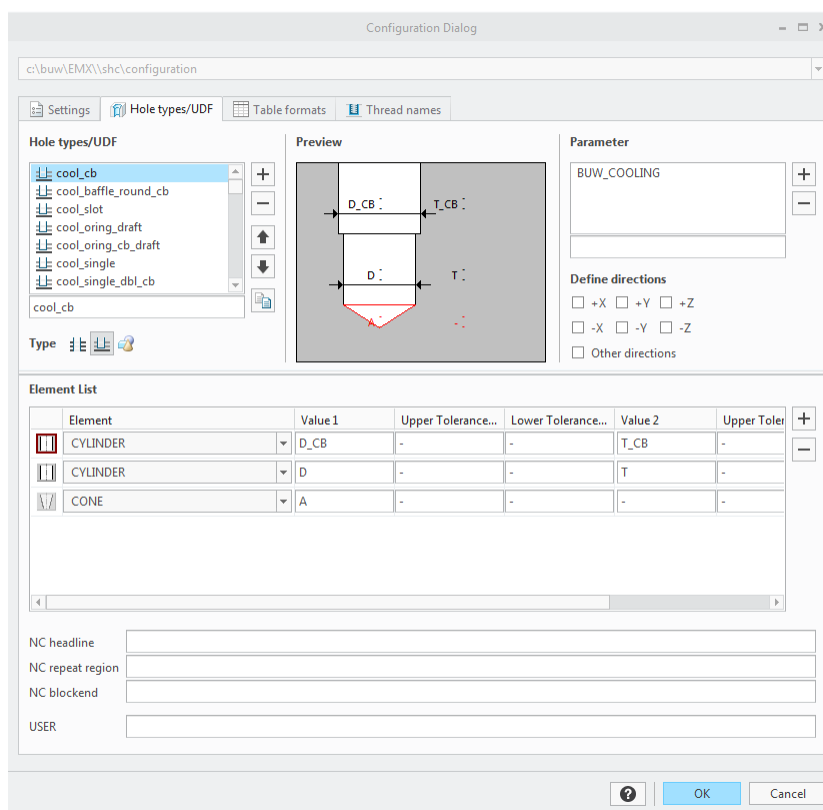 Configuration Dialog
c:\buw\EMX\\shc\configuration
Settings Hole types/UDF Table formats Thread names
Hole types/UDF
cool_cb
cool_baffle_round_cb
cool_slot
cool_oring_draft
cool_oring_cb_draft
cool_single
cool_single_dbl_cb
cool_cb
Type
Preview
D_CB - T_CB -
D - T -
A - -
Parameter
BUW_COOLING
Define directions
+X +Y +Z
-X -Y -Z
Other directions
Element List
Element Value 1 Upper Tolerance... Lower Tolerance... Value 2 Upper Toler
CYLINDER D_CB - - T_CB -
CYLINDER D - - T -
CONE A - - - -
NC headline
NC repeat region
NC blockend
USER
? OK Cancel